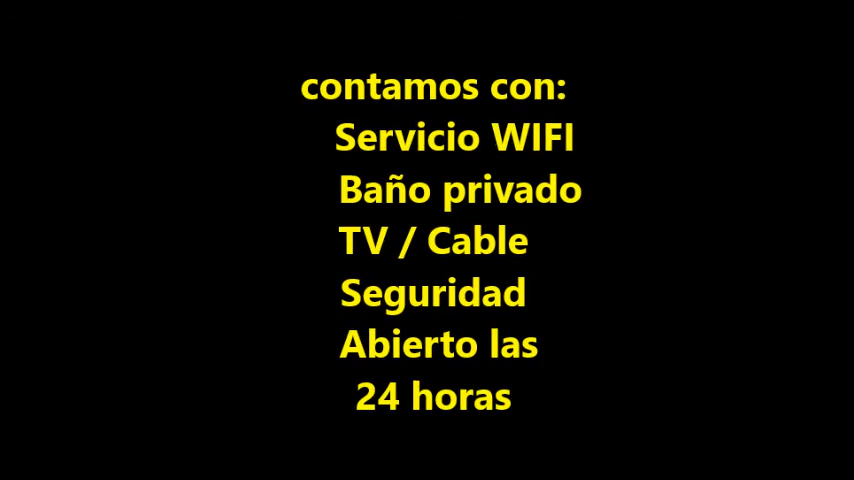 contamos con:
Servicio WIFI
Baño privado
TV / Cable
Seguridad
Abierto las
24 horas